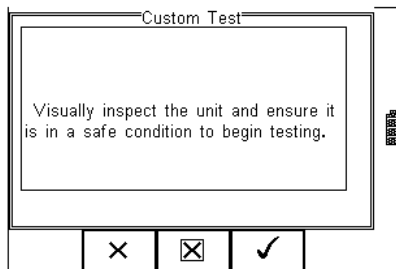 Custom Test
Visually inspect the unit and ensure it
is in a safe condition to begin testing.